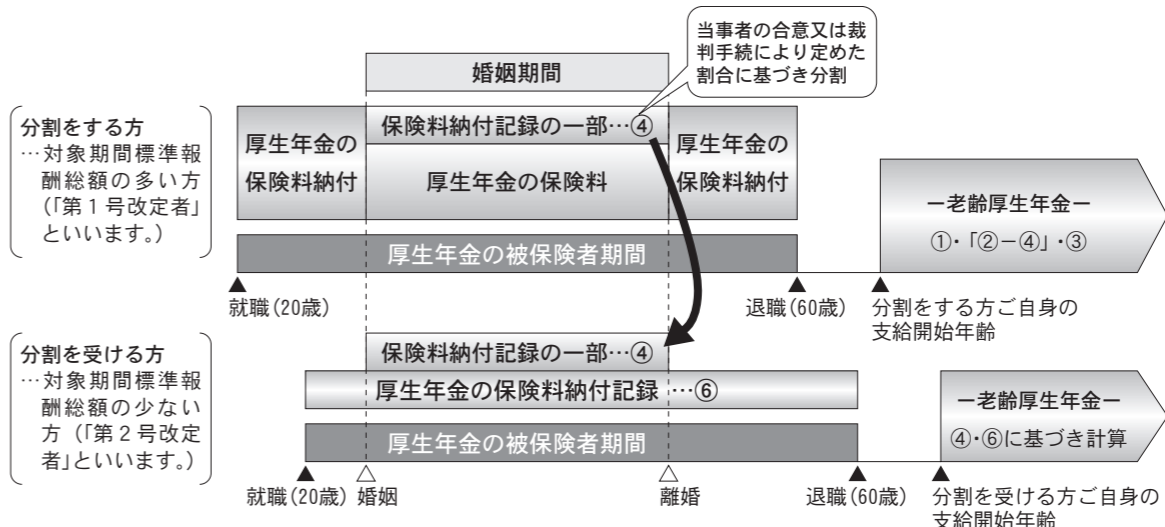 当事者の合意又は裁
判手続により定めた
割合に基づき分割
婚姻期間
分割をする方
…対象期間標準報
酬総額の多い方
(「第1号改定者」
といいます。)
厚生年金の
保険料納付
保険料納付記録の一部…④
厚生年金の保険料
厚生年金の
保険料納付
ー老齢厚生年金ー
①・「②－④」・③
厚生年金の被保険者期間
就職(20歳)
退職(60歳)
分割をする方ご自身の
支給開始年齢
分割を受ける方
…対象期間標準報
酬総額の少ない
方(「第2号改定
者」といいます。)
保険料納付記録の一部…④
厚生年金の保険料納付記録…⑥
厚生年金の被保険者期間
ー老齢厚生年金ー
④・⑥に基づき計算
就職(20歳)
婚姻
離婚
退職(60歳)
分割を受ける方ご自身の
支給開始年齢